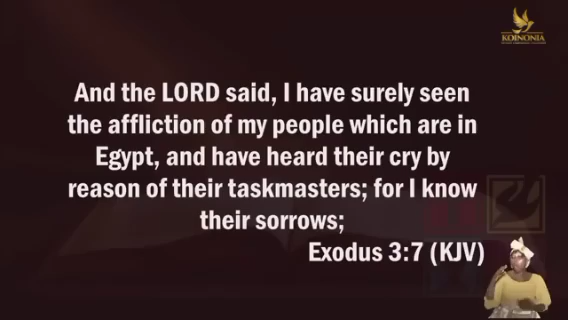 KOINONIA
And the LORD said, I have surely seen
the affliction of my people which are in
Egypt, and have heard their cry by
reason of their taskmasters; for I know
their sorrows;
Exodus 3:7 (KJV)